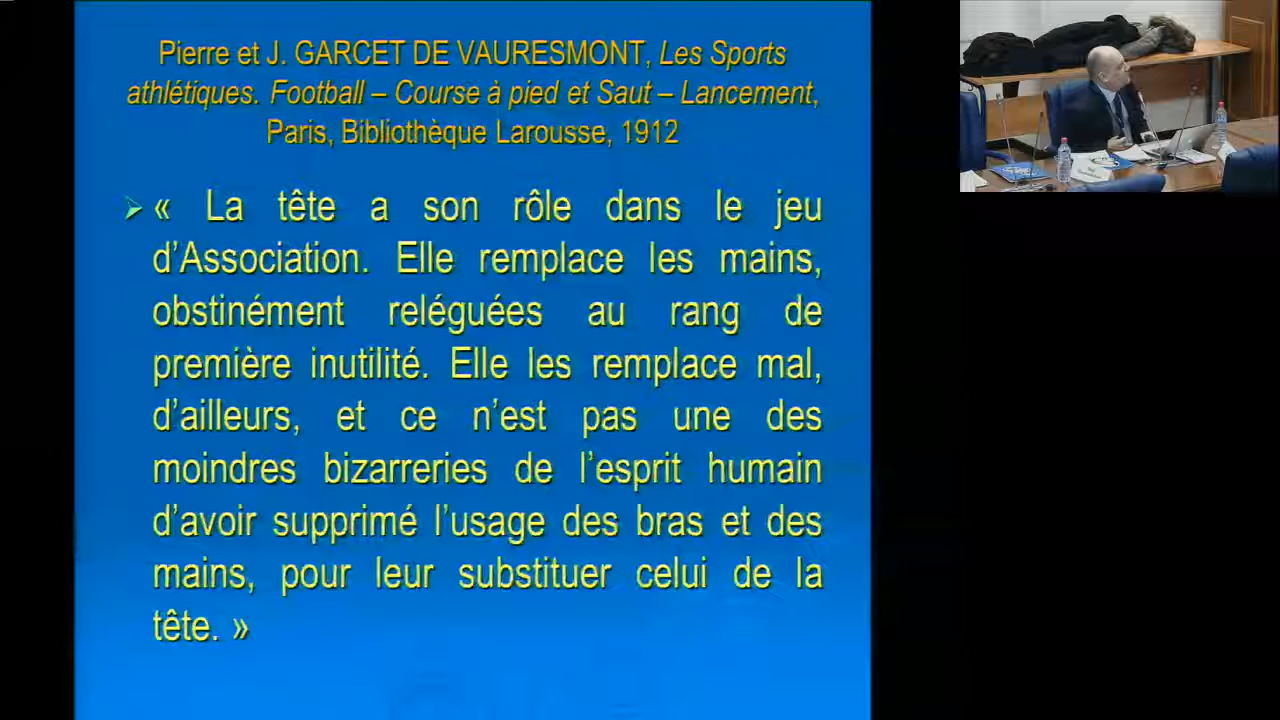 Pierre et J. GARCET DE VAURESMONT, Les Sports
athlétiques. Football – Course à pied et Saut – Lancement,
Paris, Bibliothèque Larousse, 1912
« La tête a son rôle dans le jeu
d’Association. Elle remplace les mains,
obstinément reléguées au rang de
première inutilité. Elle les remplace mal,
d’ailleurs, et ce n’est pas une des
moindres bizarreries de l’esprit humain
d’avoir supprimé l’usage des bras et des
mains, pour leur substituer celui de la
tête. »